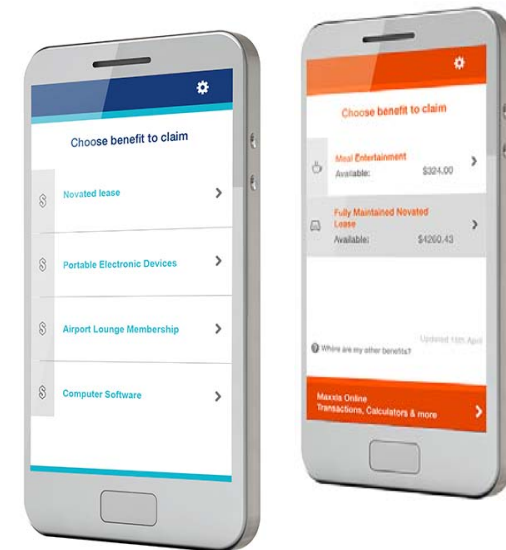 Choose benefit to claim
Novated lease
Portable Electronic Devices
Airport Lounge Membership
Computer Software
Choose benefit to claim
Meal Entertainment
Available: $324.00
Fully Maintained Novated
Lease
Available: $4260.43
Updated 15th April
Where are my other benefits?
Maxxia Online
Transactions, Calculators & more